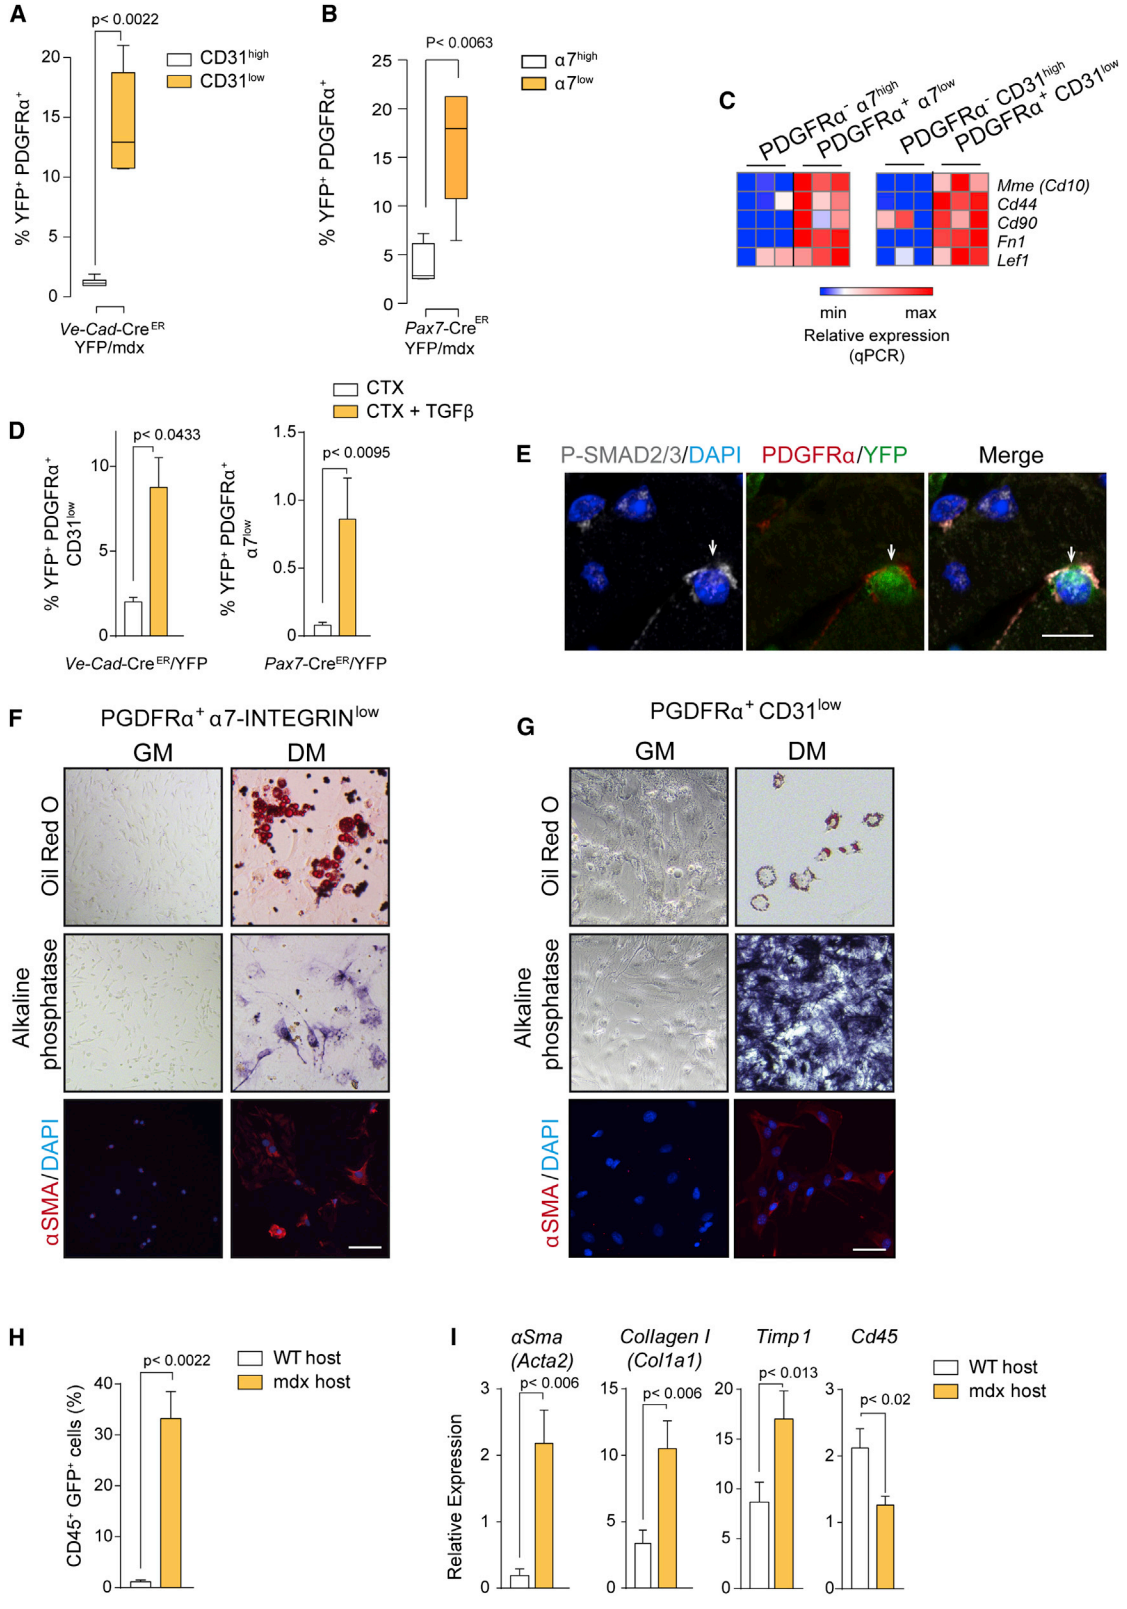 A
p< 0.0022
CD31high
CD31low
% YFP+ PDGFRα+
20
15
10
5
0
Ve-Cad-CreER
YFP/mdx
B
P< 0.0063
α7high
α7low
% YFP+ PDGFRα+
25
20
15
10
5
0
Pax7-CreER
YFP/mdx
C
PDGFRα- α7high
PDGFRα+ α7low
PDGFRα- CD31high
PDGFRα+ CD31low
Mme (Cd10)
Cd44
Cd90
Fn1
Lef1
min
max
Relative expression
(qPCR)
CTX
CTX + TGFβ
D
p< 0.0433
% YFP+ PDGFRα+
CD31low
10
5
0
Ve-Cad-CreER/YFP
p< 0.0095
% YFP+ PDGFRα+
α7low
1.5
1.0
0.5
0
Pax7-CreER/YFP
E
P-SMAD2/3/DAPI
PDGFRα/YFP
Merge
F
PGDFRα+ α7-INTEGRINlow
GM
DM
Oil Red O
Alkaline
phosphatase
αSMA/DAPI
G
PGDFRα+ CD31low
GM
DM
Oil Red O
Alkaline
phosphatase
αSMA/DAPI
H
p< 0.0022
WT host
mdx host
CD45+ GFP+ cells (%)
40
30
20
10
0
I
αSma
(Acta2)
p< 0.006
Relative Expression
3
2
1
0
Collagen I
(Col1a1)
p< 0.006
15
10
5
0
Timp1
p< 0.013
20
15
10
5
0
Cd45
p< 0.02
3
2
1
0
WT host
mdx host